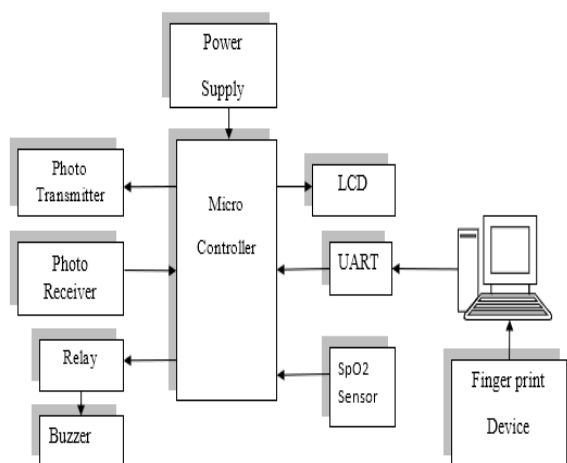 Power
Supply
Photo
Transmitter
Micro
Controller
LCD
Photo
Receiver
UART
Relay
SpO2
Sensor
Finger print
Device
Buzzer